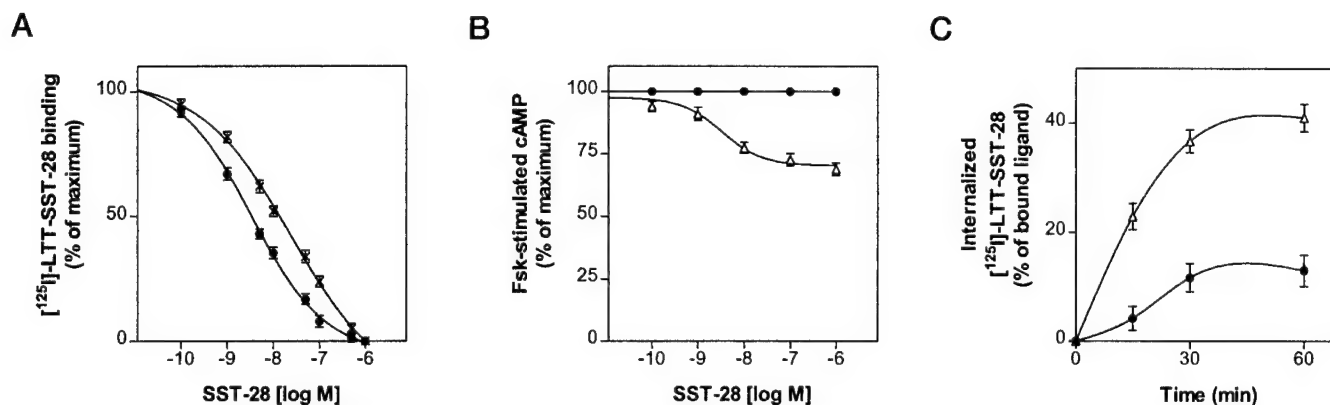 A
[125I]-LTT-SST-28 binding
(% of maximum)
100
50
0
-10 -9 -8 -7 -6
SST-28 [log M]
B
Fsk-stimulated cAMP
(% of maximum)
100
75
50
25
0
-10 -9 -8 -7 -6
SST-28 [log M]
C
Internalized
[125I]-LTT-SST-28
(% of bound ligand)
40
20
0
0 30 60
Time (min)